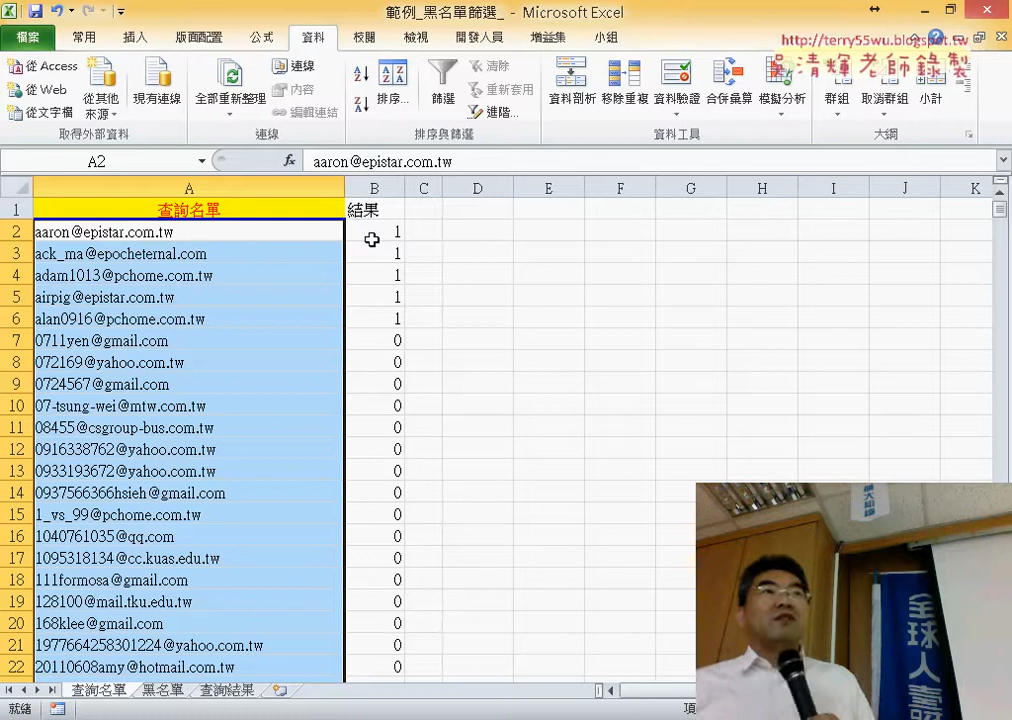 範例_黑名單篩選_ - Microsoft Excel
檔案 常用 插入 版面配置 公式 資料 校閱 檢視 開發人員 增益集 小組
http://terry55wu.blogspot.tw
吳清輝老師錄製
從 Access
從 Web
從文字檔
從其他來源
現有連線
全部重新整理
連線
內容
編輯連結
排序...
篩選
清除
重新套用
進階...
資料剖析
移除重複
資料驗證
合併彙算
模擬分析
群組
取消群組
小計
取得外部資料 連線 排序與篩選 資料工具 大綱
A2 fx aaron@epistar.com.tw
A B C D E F G H I J K
1 查詢名單 結果
2 aaron@epistar.com.tw 1
3 ack_ma@epocheternal.com 1
4 adam1013@pchome.com.tw 1
5 airpig@epistar.com.tw 1
6 alan0916@pchome.com.tw 1
7 0711yen@gmail.com 0
8 072169@yahoo.com.tw 0
9 0724567@gmail.com 0
10 07-tsung-wei@mtw.com.tw 0
11 08455@csgroup-bus.com.tw 0
12 0916338762@yahoo.com.tw 0
13 0933193672@yahoo.com.tw 0
14 0937566366hsieh@gmail.com 0
15 1_vs_99@pchome.com.tw 0
16 1040761035@qq.com 0
17 1095318134@cc.kuas.edu.tw 0
18 111formosa@gmail.com 0
19 128100@mail.tku.edu.tw 0
20 168klee@gmail.com 0
21 1977664258301224@yahoo.com.tw 0
22 20110608amy@hotmail.com.tw 0
全球人壽
查詢名單 黑名單 查詢結果
就緒
項